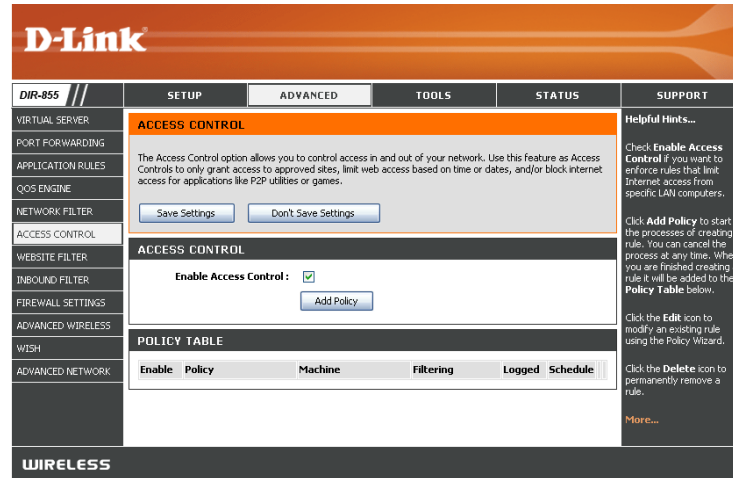 D-Link
DIR-855
SETUP
ADVANCED
TOOLS
STATUS
SUPPORT
VIRTUAL SERVER
PORT FORWARDING
APPLICATION RULES
QOS ENGINE
NETWORK FILTER
ACCESS CONTROL
WEBSITE FILTER
INBOUND FILTER
FIREWALL SETTINGS
ADVANCED WIRELESS
WISH
ADVANCED NETWORK
ACCESS CONTROL
The Access Control option allows you to control access in and out of your network. Use this feature as Access
Controls to only grant access to approved sites, limit web access based on time or dates, and/or block internet
access for applications like P2P utilities or games.
Save Settings
Don't Save Settings
ACCESS CONTROL
Enable Access Control :
Add Policy
POLICY TABLE
Enable Policy Machine Filtering Logged Schedule
Helpful Hints...
Check Enable Access
Control if you want to
enforce rules that limit
Internet access from
specific LAN computers.
Click Add Policy to start
the processes of creating
rule. You can cancel the
process at any time. Whe
you are finished creating
rule it will be added to the
Policy Table below.
Click the Edit icon to
modify an existing rule
using the Policy Wizard.
Click the Delete icon to
permanently remove a
rule.
More...
WIRELESS